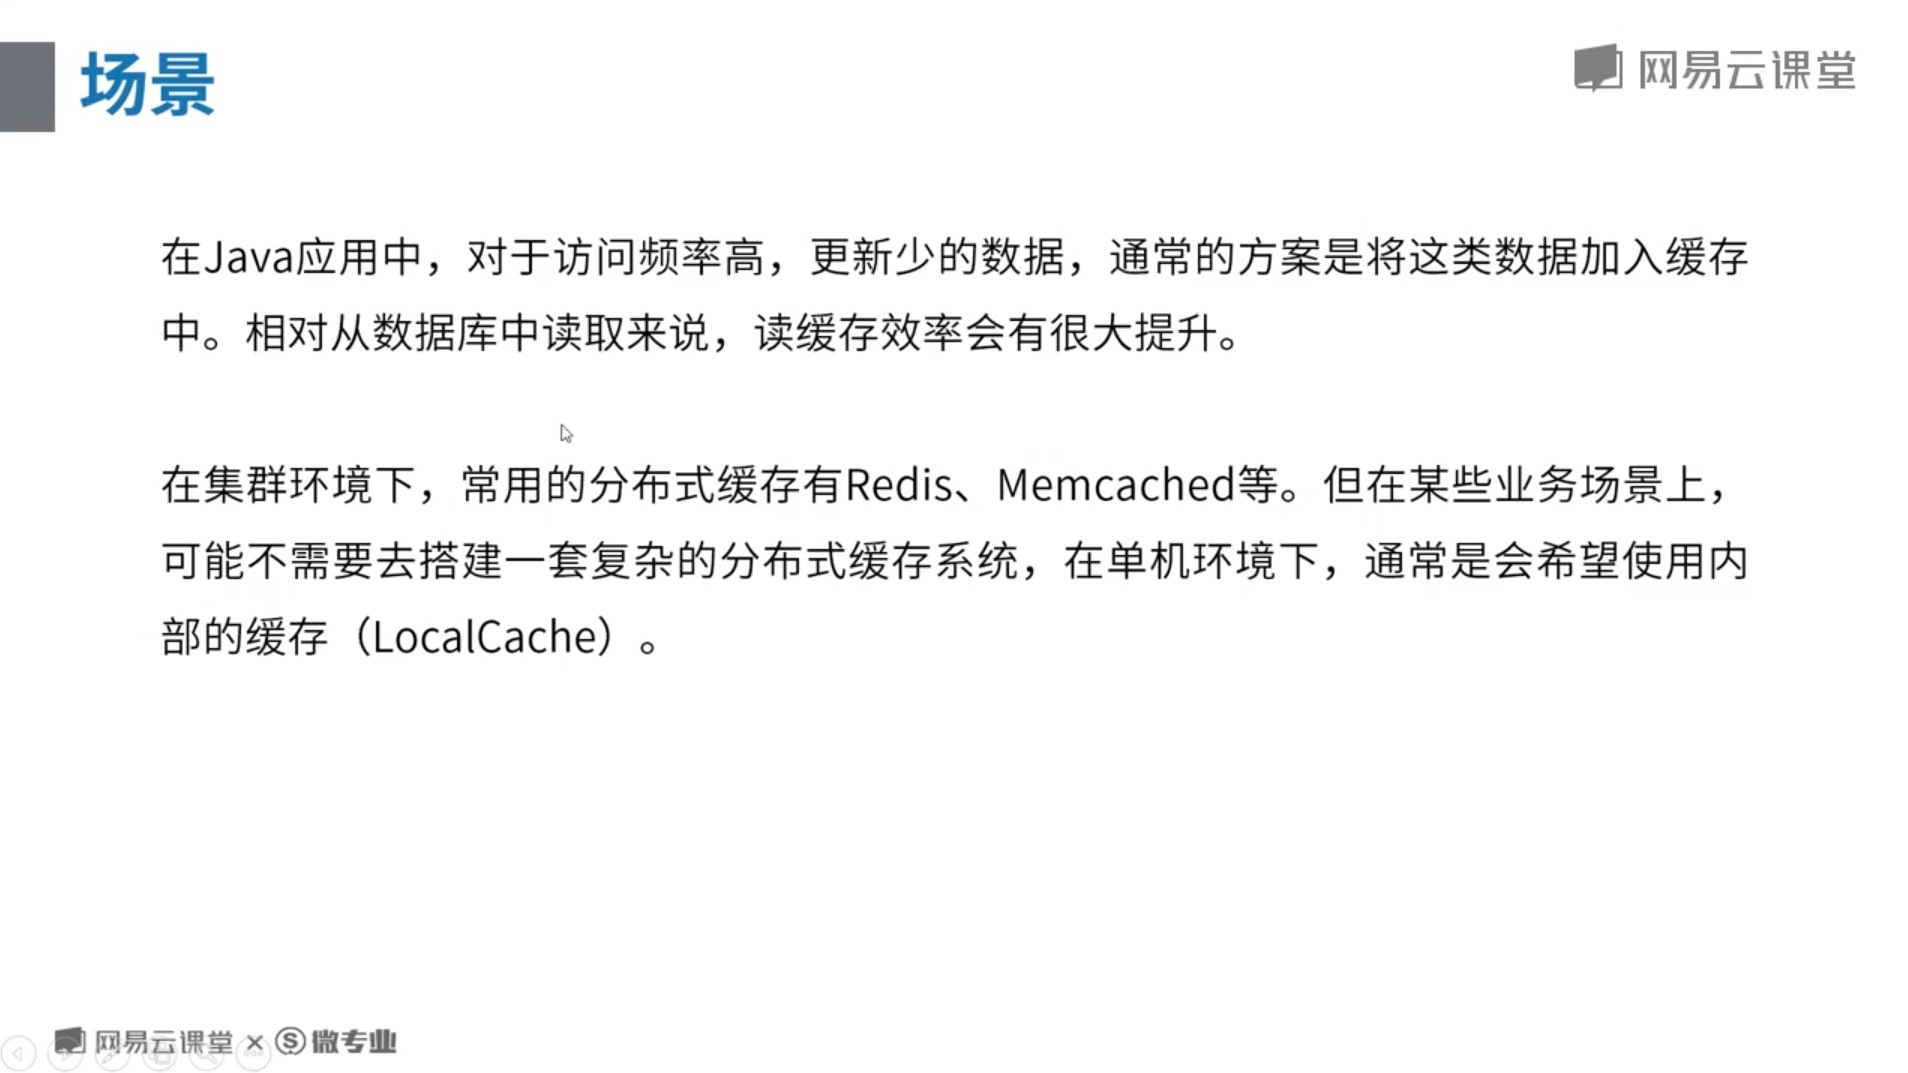 场景
网易云课堂
在Java应用中，对于访问频率高，更新少的数据，通常的方案是将这类数据加入缓存
中。相对从数据库中读取来说，读缓存效率会有很大提升。
在集群环境下，常用的分布式缓存有Redis、Memcached等。但在某些业务场景上，
可能不需要去搭建一套复杂的分布式缓存系统，在单机环境下，通常是会希望使用内
部的缓存（LocalCache）。
网易云课堂 × S 微专业